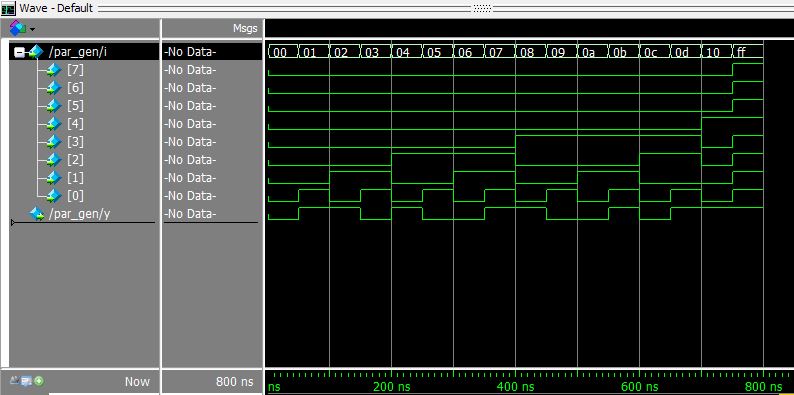 Wave - Default
Msgs
/par_gen/i -No Data- 00 01 02 03 04 05 06 07 08 09 0a 0b 0c 0d 10 ff
[7] -No Data-
[6] -No Data-
[5] -No Data-
[4] -No Data-
[3] -No Data-
[2] -No Data-
[1] -No Data-
[0] -No Data-
/par_gen/y -No Data-
Now 800 ns ns 200 ns 400 ns 600 ns 800 ns